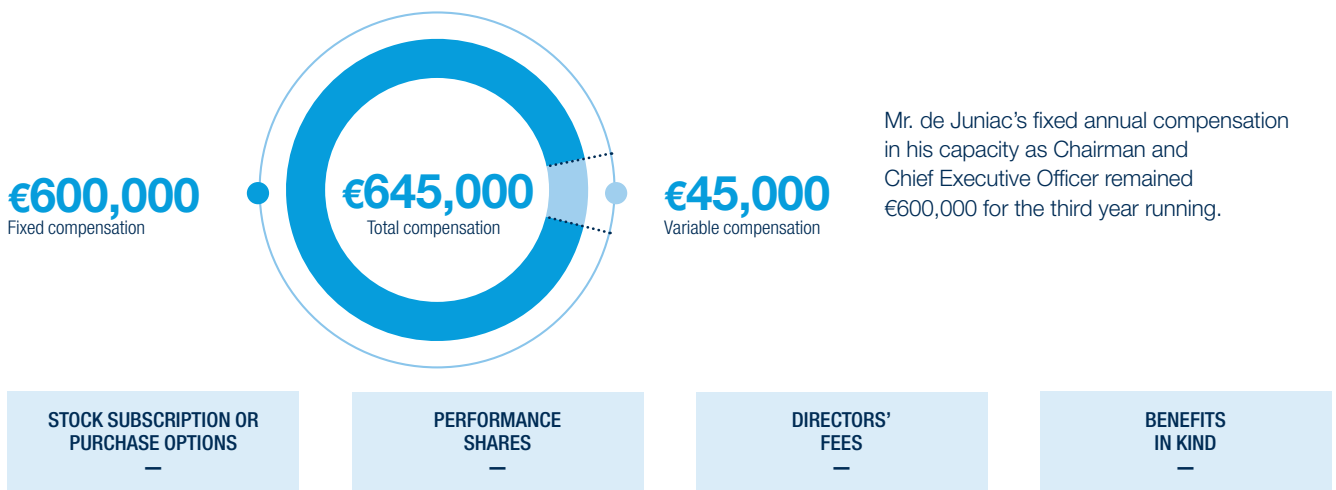 €600,000
Fixed compensation
€645,000
Total compensation
€45,000
Variable compensation
Mr. de Juniac’s fixed annual compensation
in his capacity as Chairman and
Chief Executive Officer remained
€600,000 for the third year running.
STOCK SUBSCRIPTION OR
PURCHASE OPTIONS
–
PERFORMANCE
SHARES
–
DIRECTORS’
FEES
–
BENEFITS
IN KIND
–